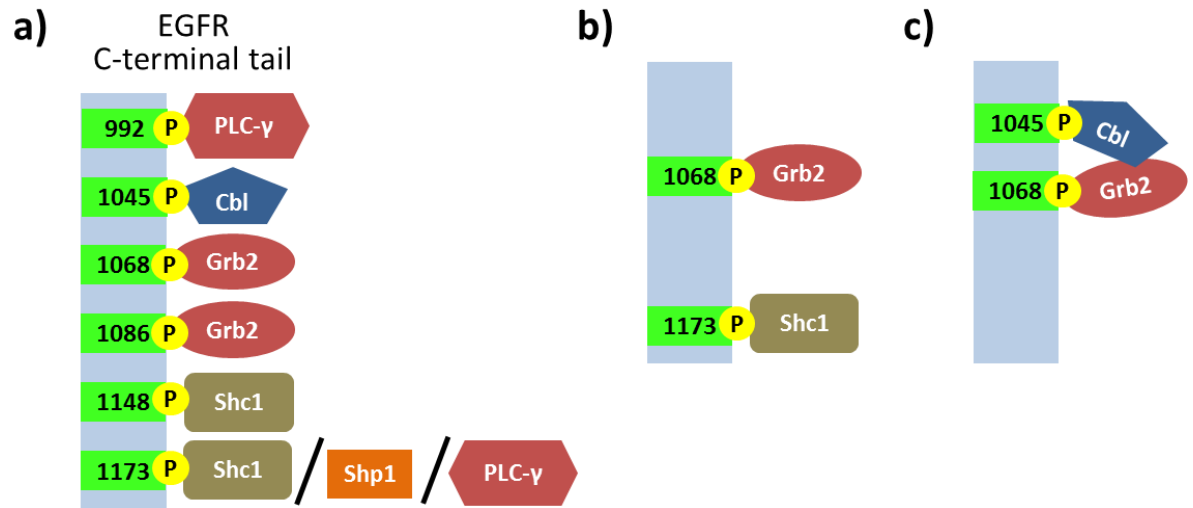 a)
EGFR
C-terminal tail
992 P PLC-γ
1045 P Cbl
1068 P Grb2
1086 P Grb2
1148 P Shc1
1173 P Shc1 / Shp1 / PLC-γ
b)
1068 P Grb2
1173 P Shc1
c)
1045 P Cbl
1068 P Grb2